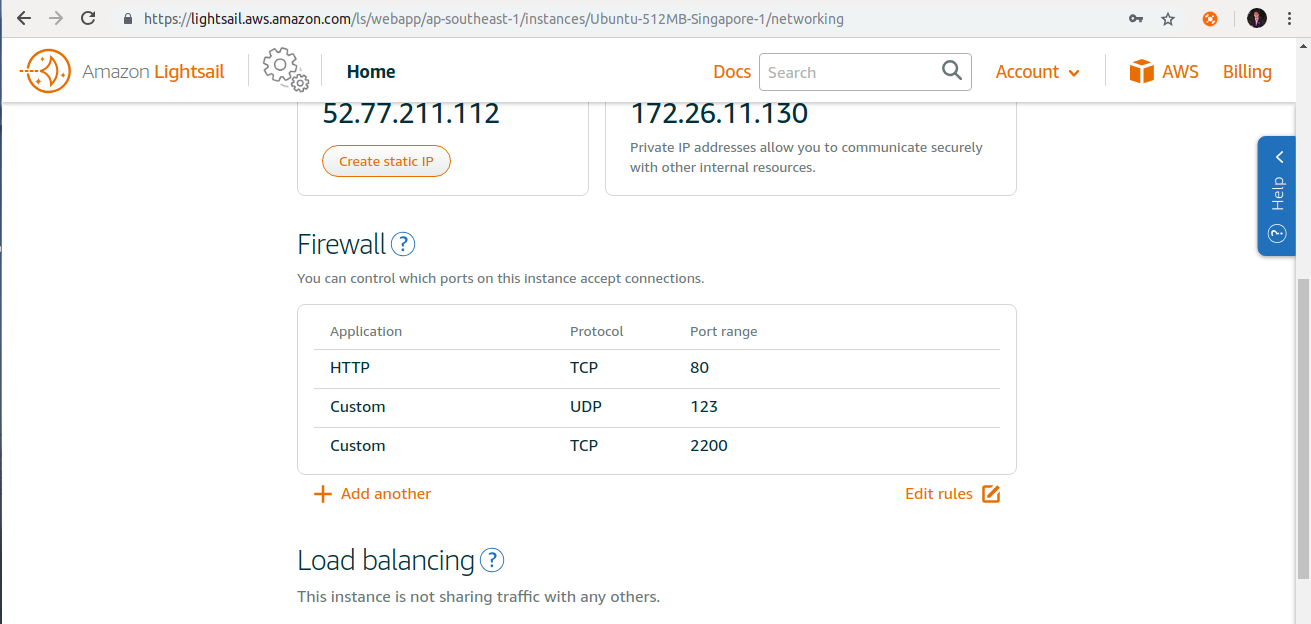 https://lightsail.aws.amazon.com/ls/webapp/ap-southeast-1/instances/Ubuntu-512MB-Singapore-1/networking
Amazon Lightsail Home Docs Search Account AWS Billing
52.77.211.112 172.26.11.130
Create static IP
Private IP addresses allow you to communicate securely
with other internal resources.
Help
?
Firewall ?
You can control which ports on this instance accept connections.
Application Protocol Port range
HTTP TCP 80
Custom UDP 123
Custom TCP 2200
+ Add another Edit rules
Load balancing ?
This instance is not sharing traffic with any others.